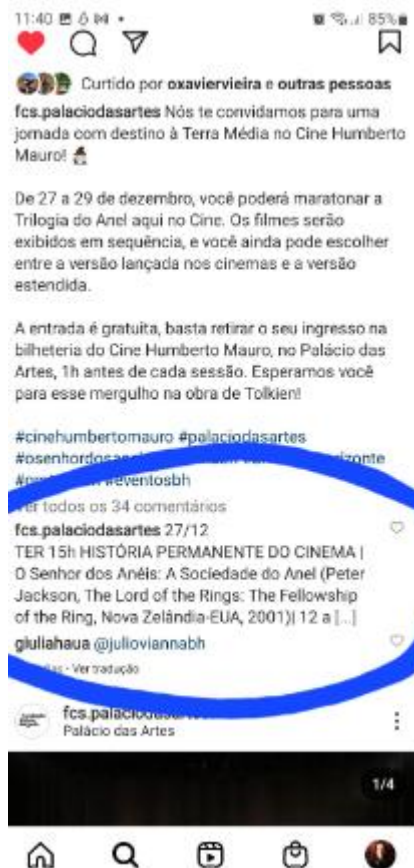 11:40
85%
Curtido por oxaviervieira e outras pessoas
fcs.palaciodasartes Nós te convidamos para uma
jornada com destino à Terra Média no Cine Humberto
Mauro!
De 27 a 29 de dezembro, você poderá maratonar a
Trilogia do Anel aqui no Cine. Os filmes serão
exibidos em sequência, e você ainda pode escolher
entre a versão lançada nos cinemas e a versão
estendida.
A entrada é gratuita, basta retirar o seu ingresso na
bilheteria do Cine Humberto Mauro, no Palácio das
Artes, 1h antes de cada sessão. Esperamos você
para esse mergulho na obra de Tolkien!
#cinehumbertomauro #palaciodasartes
#eventosbh
Ver todos os 34 comentários
fcs.palaciodasartes 27/12
TER 15h HISTÓRIA PERMANENTE DO CINEMA |
O Senhor dos Anéis: A Sociedade do Anel (Peter
Jackson, The Lord of the Rings: The Fellowship
of the Ring, Nova Zelândia-EUA, 2001)| 12 a [...]
giuliahaua @julioviannabh
- Ver tradução
Palácio das Artes
1/4